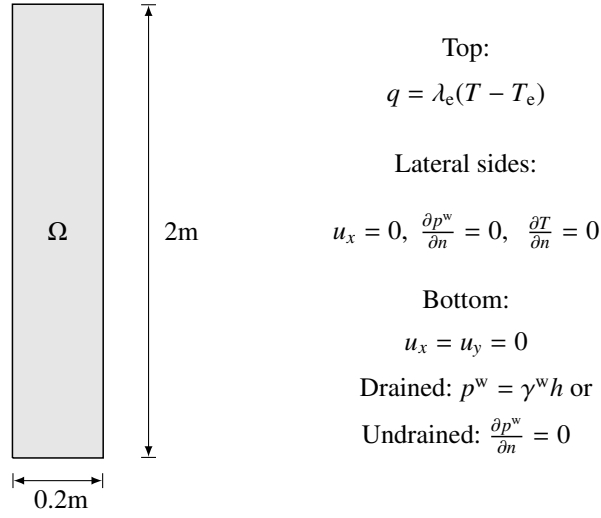 Ω
2m
0.2m
Top:
q = λₑ(T − Tₑ)
Lateral sides:
uₓ = 0, ∂pʷ/∂n = 0, ∂T/∂n = 0
Bottom:
uₓ = u_y = 0
Drained: pʷ = γʷh or
Undrained: ∂pʷ/∂n = 0